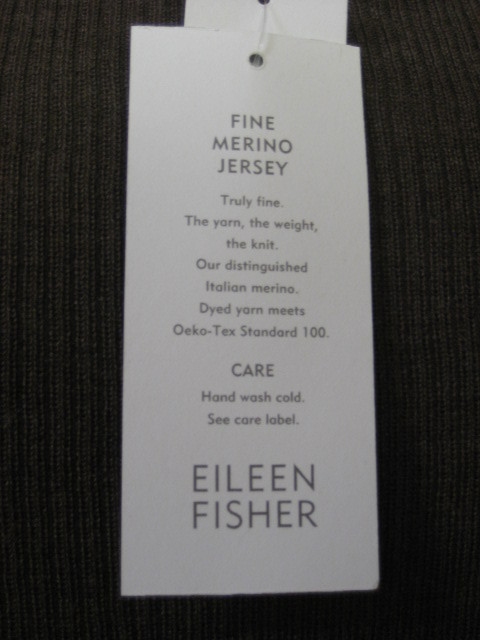 FINE
MERINO
JERSEY
Truly fine.
The yarn, the weight,
the knit.
Our distinguished
Italian merino.
Dyed yarn meets
Oeko-Tex Standard 100.
CARE
Hand wash cold.
See care label.
EILEEN
FISHER